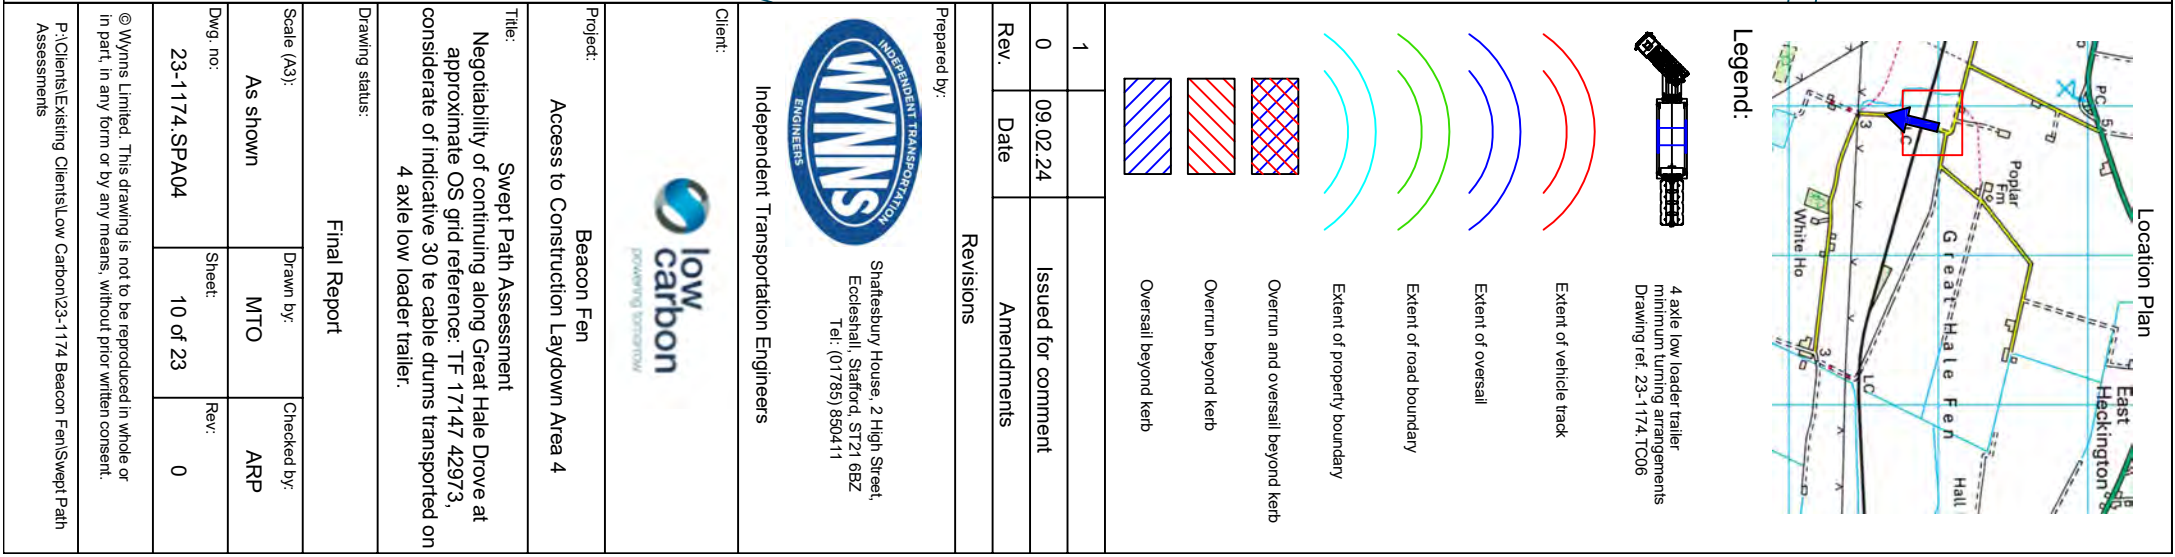 Location Plan
PC
5
East
Heckington
Poplar
Fm
Great Hale Fen
Hall
LC
3
White Ho
3
LC
Legend:
4 axle low loader trailer
minimum turning arrangements
Drawing ref. 23-1174.TC06
Extent of vehicle track
Extent of oversail
Extent of road boundary
Extent of property boundary
Overrun and oversail beyond kerb
Overrun beyond kerb
Oversail beyond kerb
1
0 09.02.24 Issued for comment
Rev. Date Amendments
Revisions
Prepared by:
INDEPENDENT TRANSPORTATION
WYNNS
ENGINEERS
Shaftesbury House, 2 High Street,
Eccleshall, Stafford, ST21 6BZ
Tel: (01785) 850411
Independent Transportation Engineers
Client:
low
carbon
powering tomorrow
Project:
Beacon Fen
Access to Construction Laydown Area 4
Title:
Swept Path Assessment
Negotiability of continuing along Great Hale Drove at
approximate OS grid reference: TF 17147 42973,
considerate of indicative 30 te cable drums transported on
4 axle low loader trailer.
Drawing status:
Final Report
Scale (A3): Drawn by: Checked by:
As shown MTO ARP
Dwg. no: Sheet: Rev:
23-1174.SPA04 10 of 23 0
© Wynns Limited. This drawing is not to be reproduced in whole or
in part, in any form or by any means, without prior written consent.
P:\Clients\Existing Clients\Low Carbon\23-1174 Beacon Fen\Swept Path
Assessments